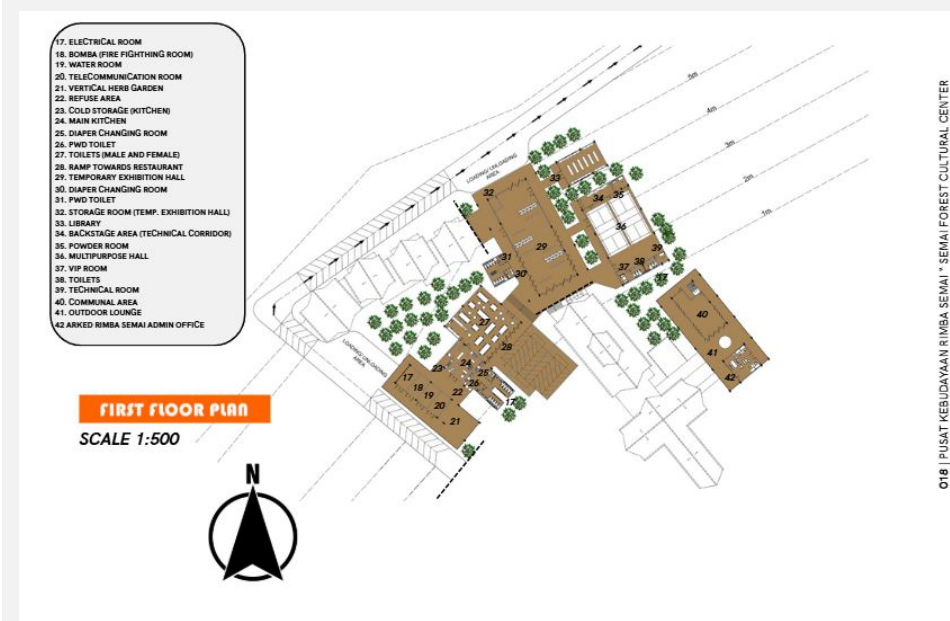 17. ELECTRICAL ROOM
18. BOMBA (FIRE FIGHTHING ROOM)
19. WATER ROOM
20. TELECOMMUNICATION ROOM
21. VERTICAL HERB GARDEN
22. REFUSE AREA
23. COLD STORAGE (KITCHEN)
24. MAIN KITCHEN
25. DIAPER CHANGING ROOM
26. PWD TOILET
27. TOILETS (MALE AND FEMALE)
28. RAMP TOWARDS RESTAURANT
29. TEMPORARY EXHIBITION HALL
30. DIAPER CHANGING ROOM
31. PWD TOILET
32. STORAGE ROOM (TEMP. EXHIBITION HALL)
33. LIBRARY
34. BACKSTAGE AREA (TECHNICAL CORRIDOR)
35. POWDER ROOM
36. MULTIPURPOSE HALL
37. VIP ROOM
38. TOILETS
39. TECHNICAL ROOM
40. COMMUNAL AREA
41. OUTDOOR LOUNGE
42 ARKED RIMBA SEMAI ADMIN OFFICE
FIRST FLOOR PLAN
SCALE 1:500
N
LOADING/UNLOADING
AREA
LOADING/UNLOADING
AREA
5m
4m
3m
2m
1m
32
33
34
35
36
29
31
30
39
38
37
37
40
41
42
27
28
24
23
25
26
22
17
17
18
19
20
21
018 | PUSAT KEBUDAYAAN RIMBA SEMAI " SEMAI FOREST CULTURAL CENTER